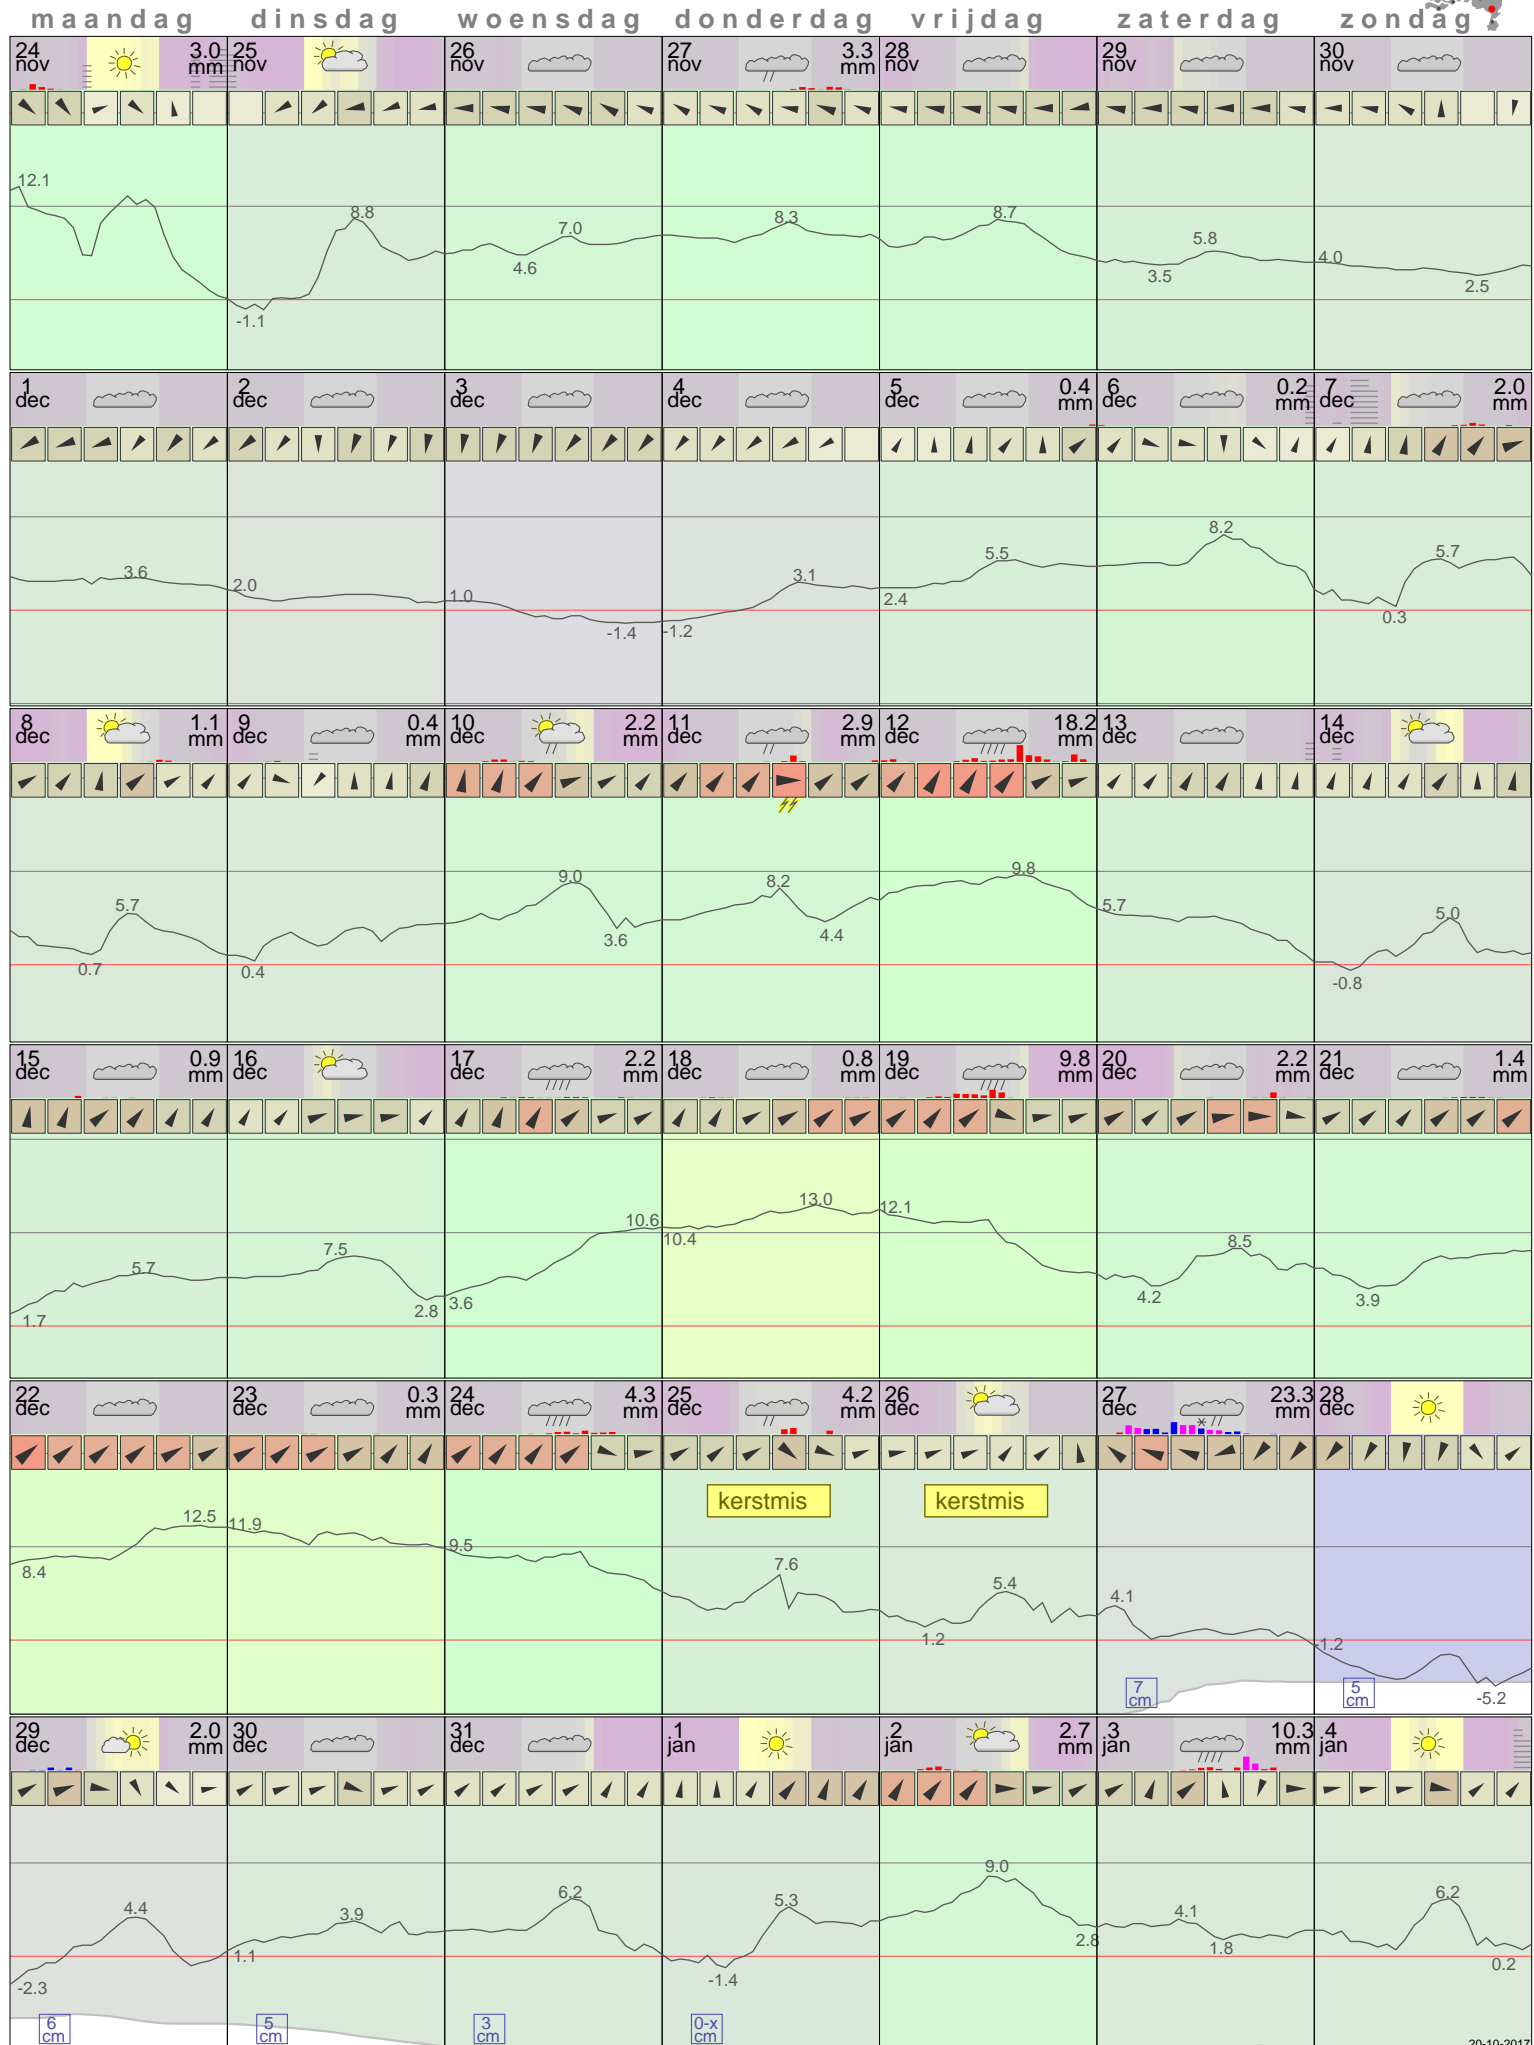 maandag dinsdag woensdag donderdag vrijdag zaterdag zondag
24 3.0 25 26 27 3.3 28 29 30
nov mm nov nov nov mm nov nov nov
12.1
8.8 8.3 8.7
7.0
5.8
4.6 4.0
3.5 2.5
-1.1
1 2 3 4 5 0.4 6 0.2 7 2.0
dec dec dec dec dec mm dec mm dec mm
8.2
5.5 5.7
3.6 2.0 1.0 3.1
2.4
-1.4 -1.2 0.3
8 1.1 9 0.4 10 2.2 11 2.9 12 18.2 13 14
dec mm dec mm dec mm dec mm dec mm dec dec
9.0 8.2 9.8
5.7 5.7 5.0
3.6 4.4
0.7 0.4 -0.8
15 0.9 16 17 2.2 18 0.8 19 9.8 20 2.2 21 1.4
dec mm dec dec mm dec mm dec mm dec mm dec mm
13.0 12.1
10.6
10.4
7.5 8.5
5.7
1.7 2.8 3.6 4.2 3.9
22 23 0.3 24 4.3 25 4.2 26 27 23.3 28
dec dec mm dec mm dec mm dec dec mm dec
kerstmis kerstmis
12.5 11.9
9.5
8.4 7.6
5.4 4.1
1.2 -1.2
7 5
cm cm
-5.2
29 2.0 30 31 1 2 2.7 3 10.3 4
dec mm dec dec jan jan mm jan mm jan
9.0
6.2 6.2
4.4 3.9 5.3 4.1
2.8 1.8
1.1 0.2
-2.3 -1.4
6 5 3 0-x
cm cm cm cm
20-10-2017